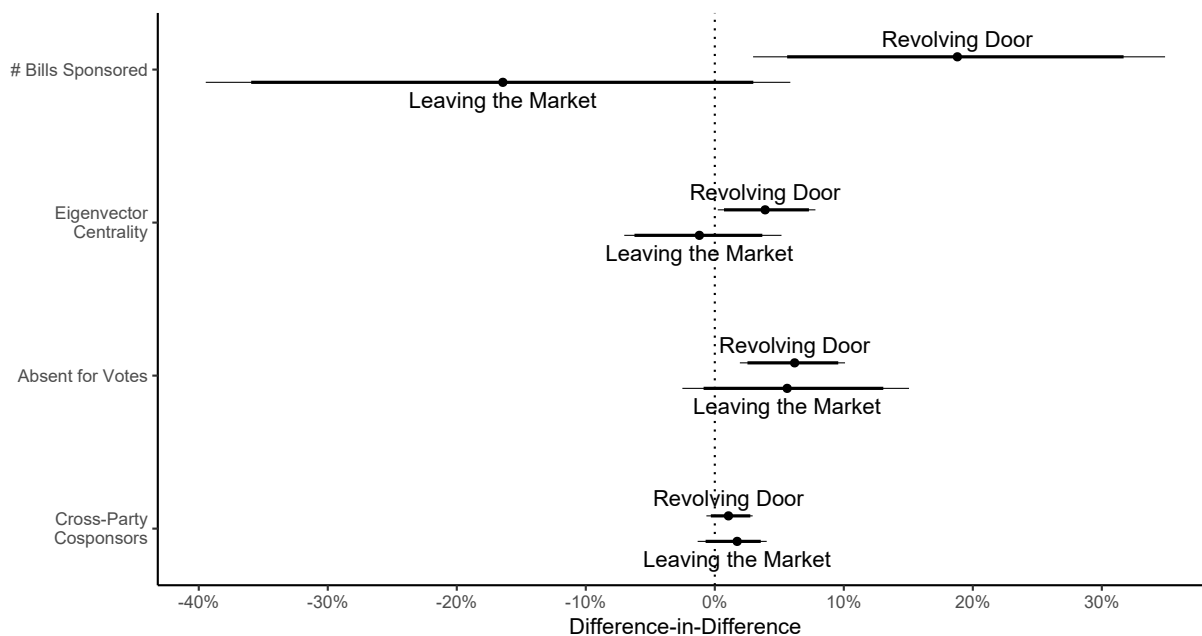 Revolving Door
# Bills Sponsored
Leaving the Market
Revolving Door
Eigenvector
Centrality
Leaving the Market
Revolving Door
Absent for Votes
Leaving the Market
Revolving Door
Cross-Party
Cosponsors
Leaving the Market
-40% -30% -20% -10% 0% 10% 20% 30%
Difference-in-Difference